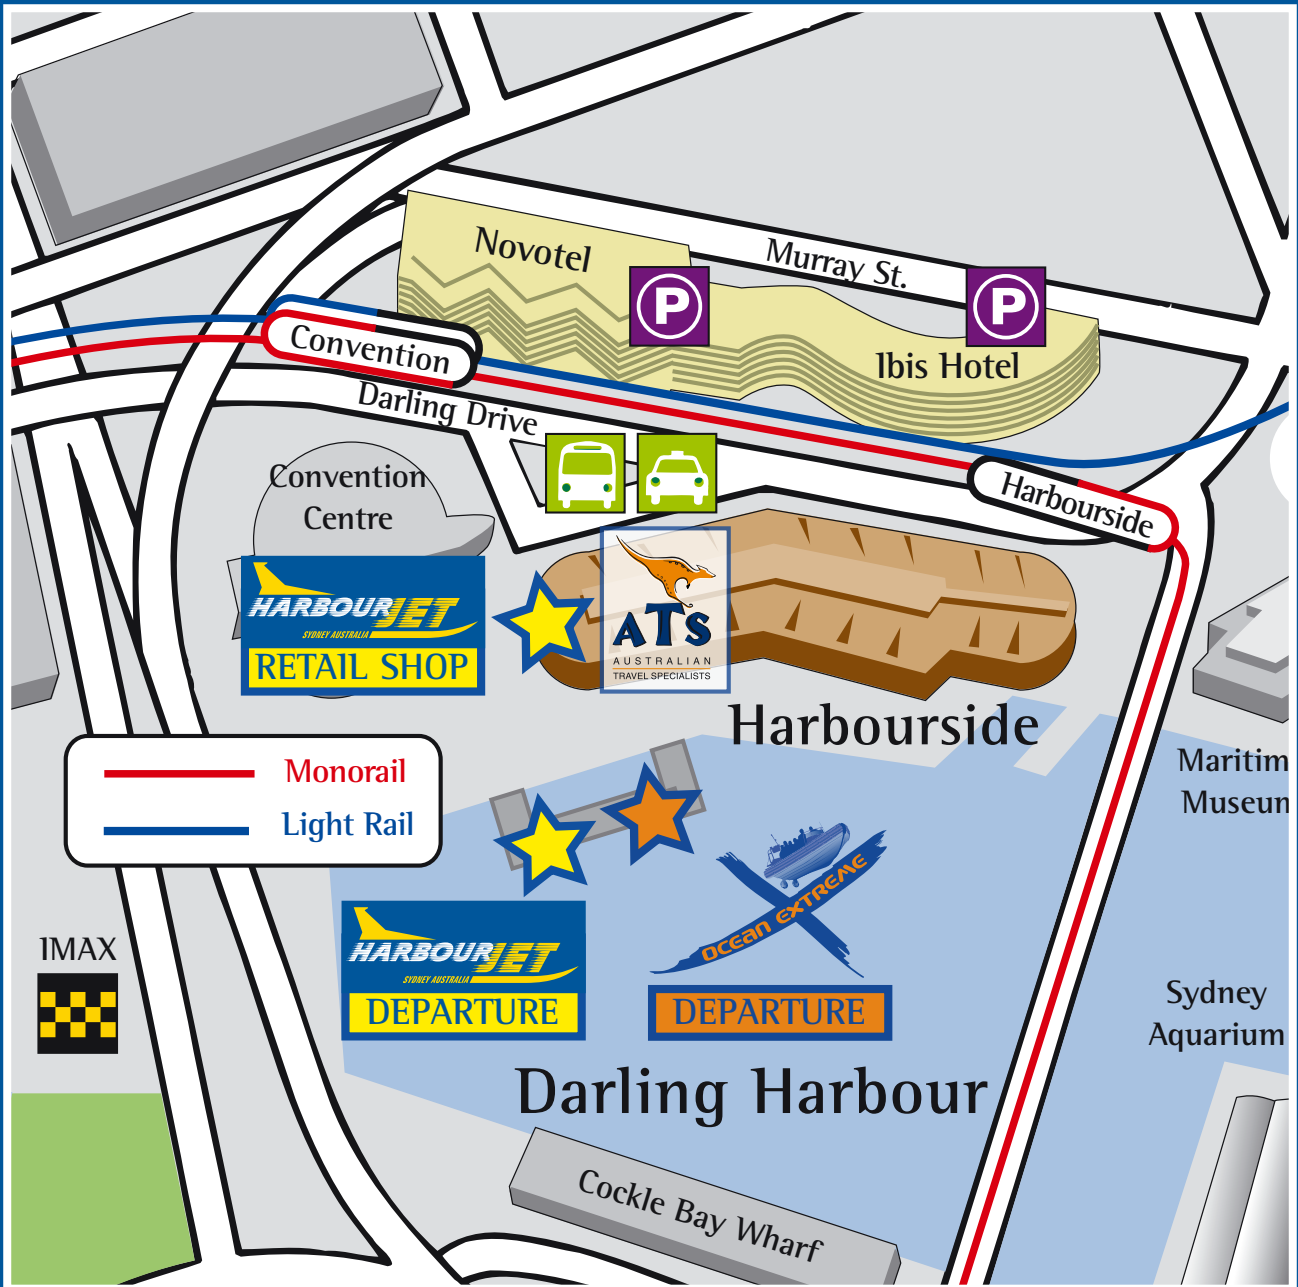 Novotel
Murray St.
P
P
Convention
Ibis Hotel
Darling Drive
Convention
Centre
Harbourside
HARBOURJET
SYDNEY AUSTRALIA
RETAIL SHOP
ATS
AUSTRALIAN
TRAVEL SPECIALISTS
Harbourside
Monorail
Light Rail
Maritim
Museun
OCEAN EXTREME
IMAX
HARBOURJET
SYDNEY AUSTRALIA
DEPARTURE
DEPARTURE
Sydney
Aquarium
Darling Harbour
Cockle Bay Wharf